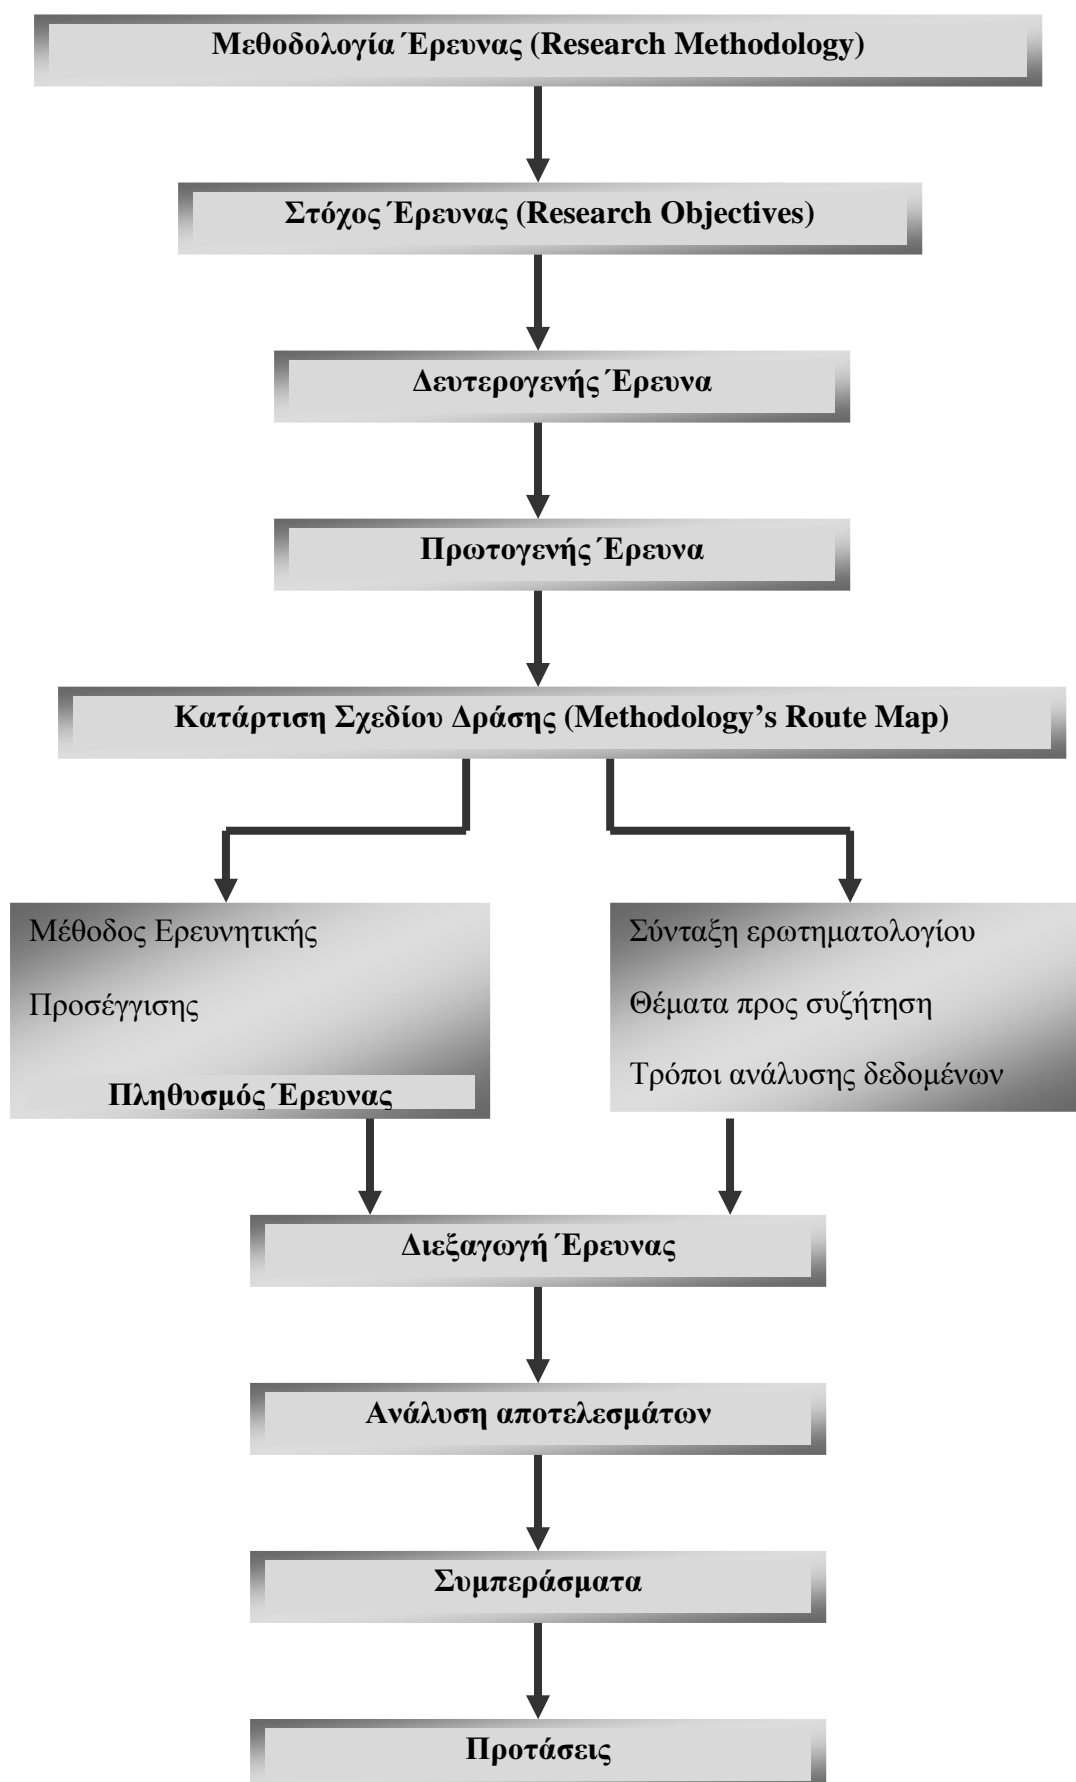 Μεθοδολογία Έρευνας (Research Methodology)
Στόχος Έρευνας (Research Objectives)
Δευτερογενής Έρευνα
Πρωτογενής Έρευνα
Κατάρτιση Σχεδίου Δράσης (Methodology’s Route Map)
Μέθοδος Ερευνητικής
Προσέγγισης
Πληθυσμός Έρευνας
Σύνταξη ερωτηματολογίου
Θέματα προς συζήτηση
Τρόποι ανάλυσης δεδομένων
Διεξαγωγή Έρευνας
Ανάλυση αποτελεσμάτων
Συμπεράσματα
Προτάσεις